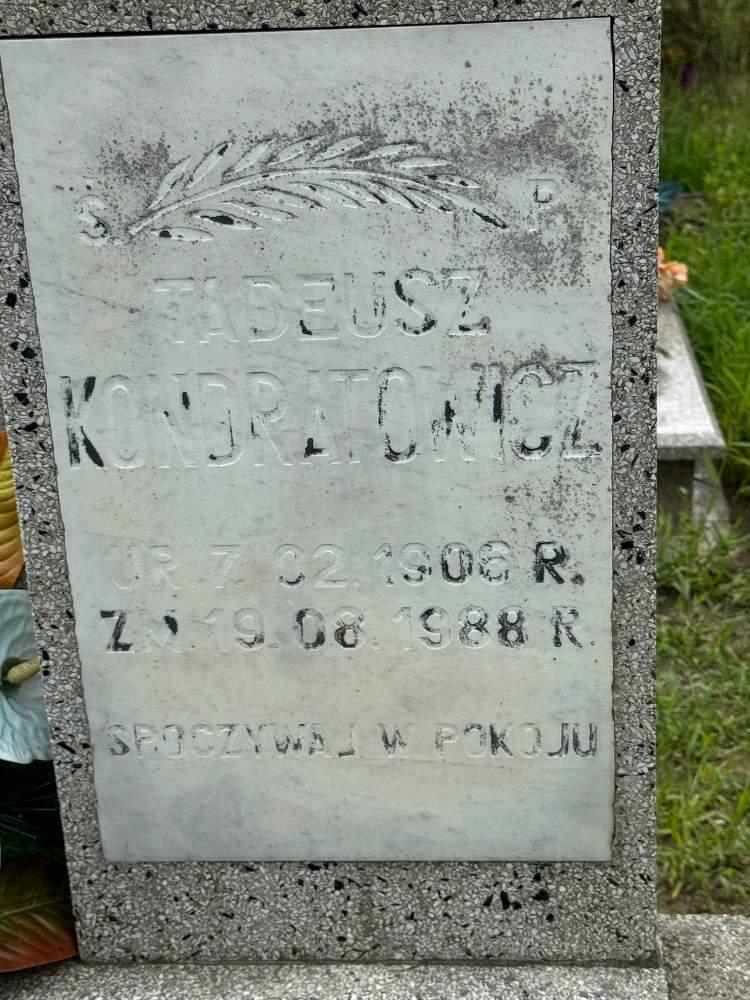 S. P.
TADEUSZ
KONDRATOWICZ
UR 7. 02. 1906 R.
ZM. 19. 08. 1988 R.
SPOCZYWAJ W POKOJU